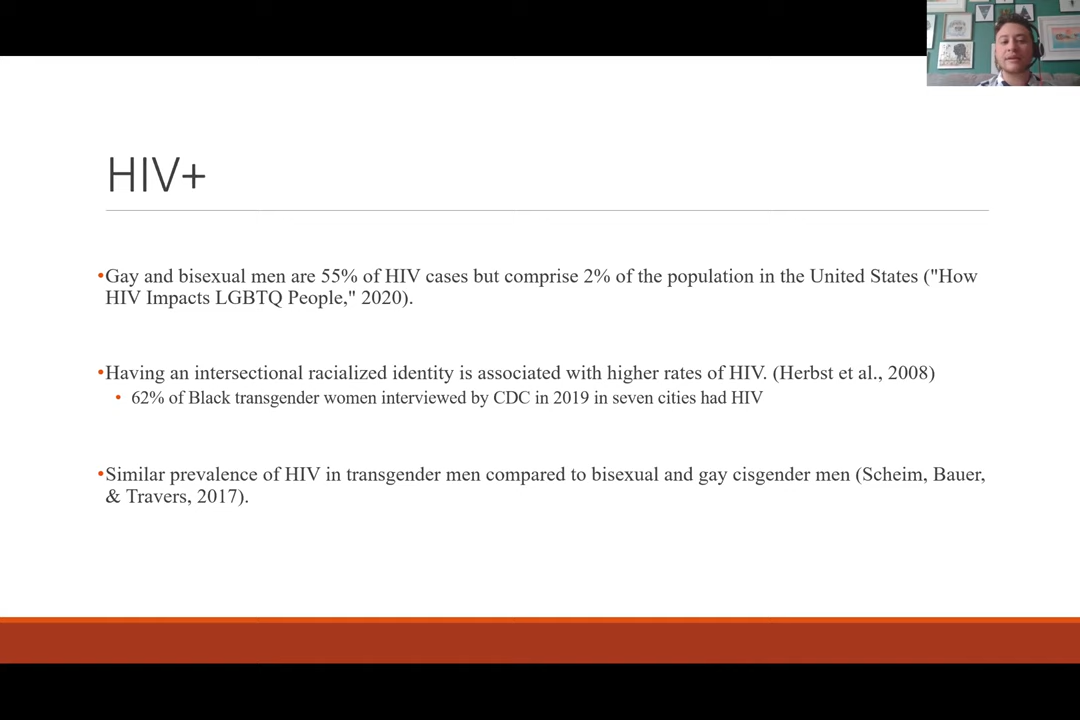 HIV+
•Gay and bisexual men are 55% of HIV cases but comprise 2% of the population in the United States ("How
HIV Impacts LGBTQ People," 2020).
•Having an intersectional racialized identity is associated with higher rates of HIV. (Herbst et al., 2008)
• 62% of Black transgender women interviewed by CDC in 2019 in seven cities had HIV
•Similar prevalence of HIV in transgender men compared to bisexual and gay cisgender men (Scheim, Bauer,
& Travers, 2017).